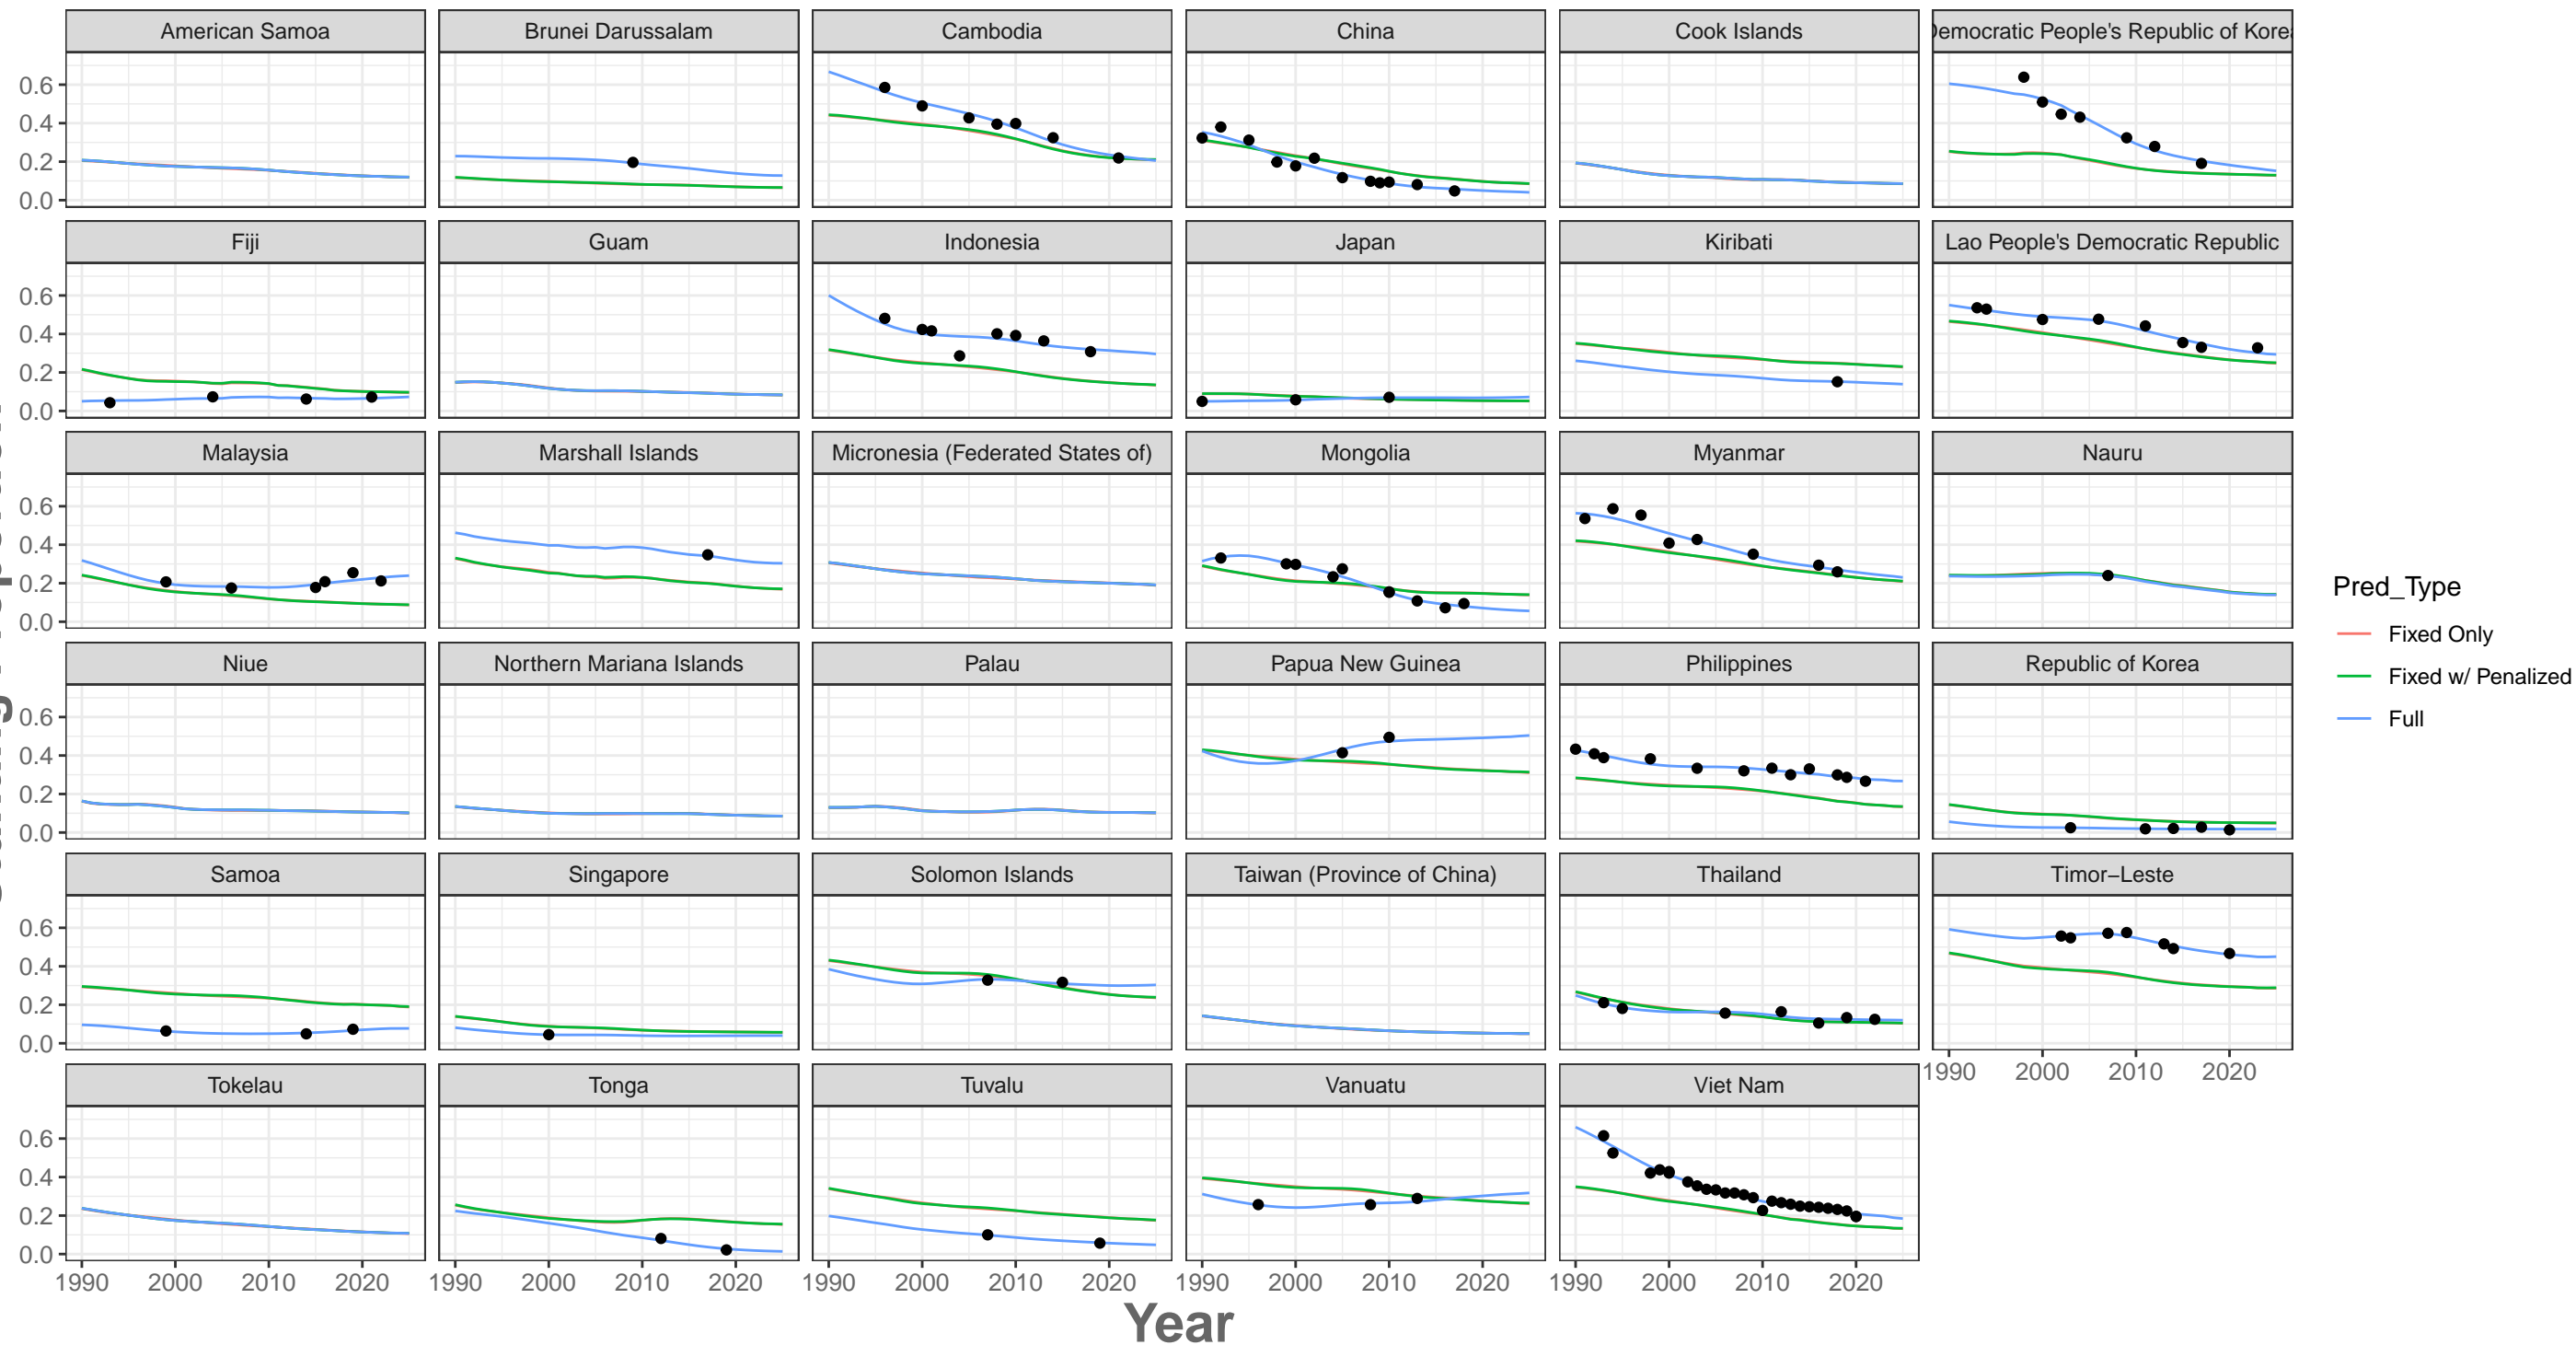 American Samoa
Brunei Darussalam
Cambodia
China
Cook Islands
Democratic People's Republic of Korea
0.6
0.4
0.2
0.0
Fiji
Guam
Indonesia
Japan
Kiribati
Lao People's Democratic Republic
0.6
0.4
0.2
0.0
Malaysia
Marshall Islands
Micronesia (Federated States of)
Mongolia
Myanmar
Nauru
0.6
0.4
0.2
0.0
Niue
Northern Mariana Islands
Palau
Papua New Guinea
Philippines
Republic of Korea
0.6
0.4
0.2
0.0
Samoa
Singapore
Solomon Islands
Taiwan (Province of China)
Thailand
Timor−Leste
0.6
0.4
0.2
0.0
1990 2000 2010 2020
Tokelau
Tonga
Tuvalu
Vanuatu
Viet Nam
0.6
0.4
0.2
0.0
1990 2000 2010 2020
1990 2000 2010 2020
1990 2000 2010 2020
1990 2000 2010 2020
1990 2000 2010 2020
Year
Pred_Type
Fixed Only
Fixed w/ Penalized
Full